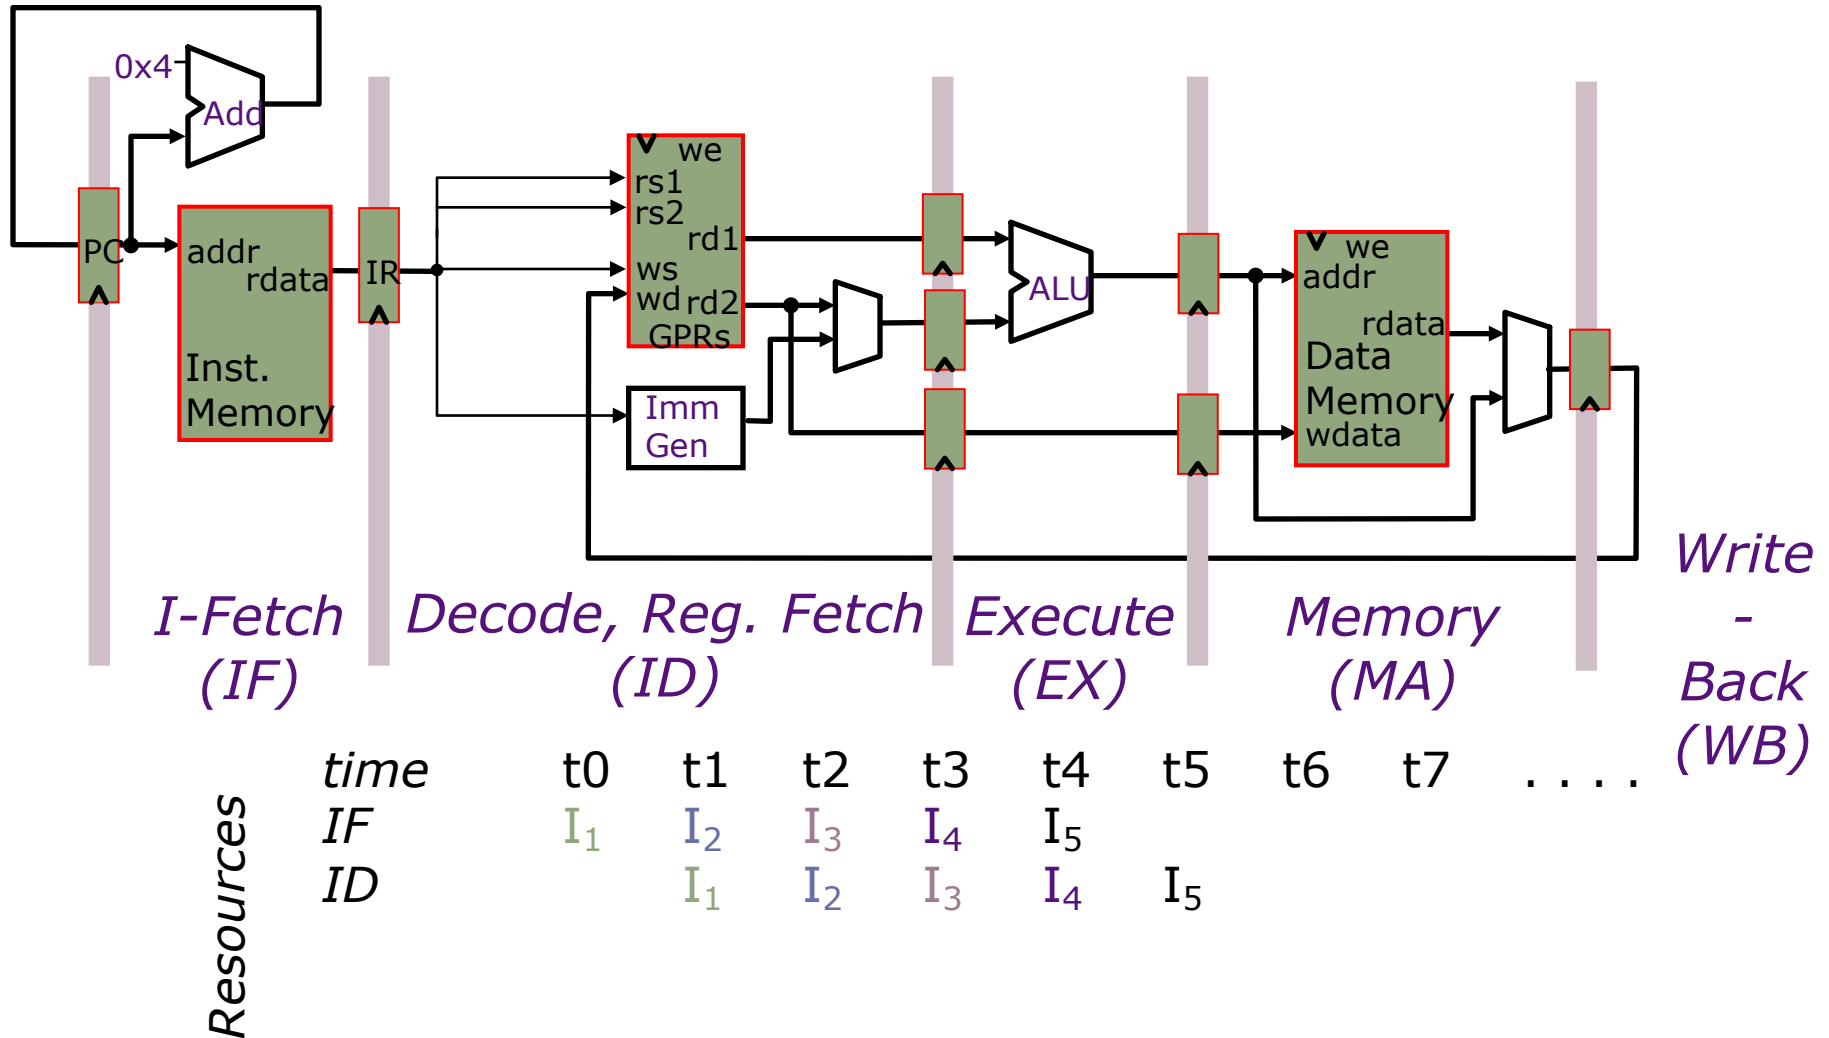 0x4
Add
PC
addr
rdata
Inst.
Memory
IR
we
rs1
rs2
rd1
ws
wd rd2
GPRs
Imm
Gen
ALU
we
addr
rdata
Data
Memory
wdata
I-Fetch
(IF)
Decode, Reg. Fetch
(ID)
Execute
(EX)
Memory
(MA)
Write
-
Back
(WB)
time t0 t1 t2 t3 t4 t5 t6 t7 . . . .
IF I₁ I₂ I₃ I₄ I₅
ID I₁ I₂ I₃ I₄ I₅
Resources